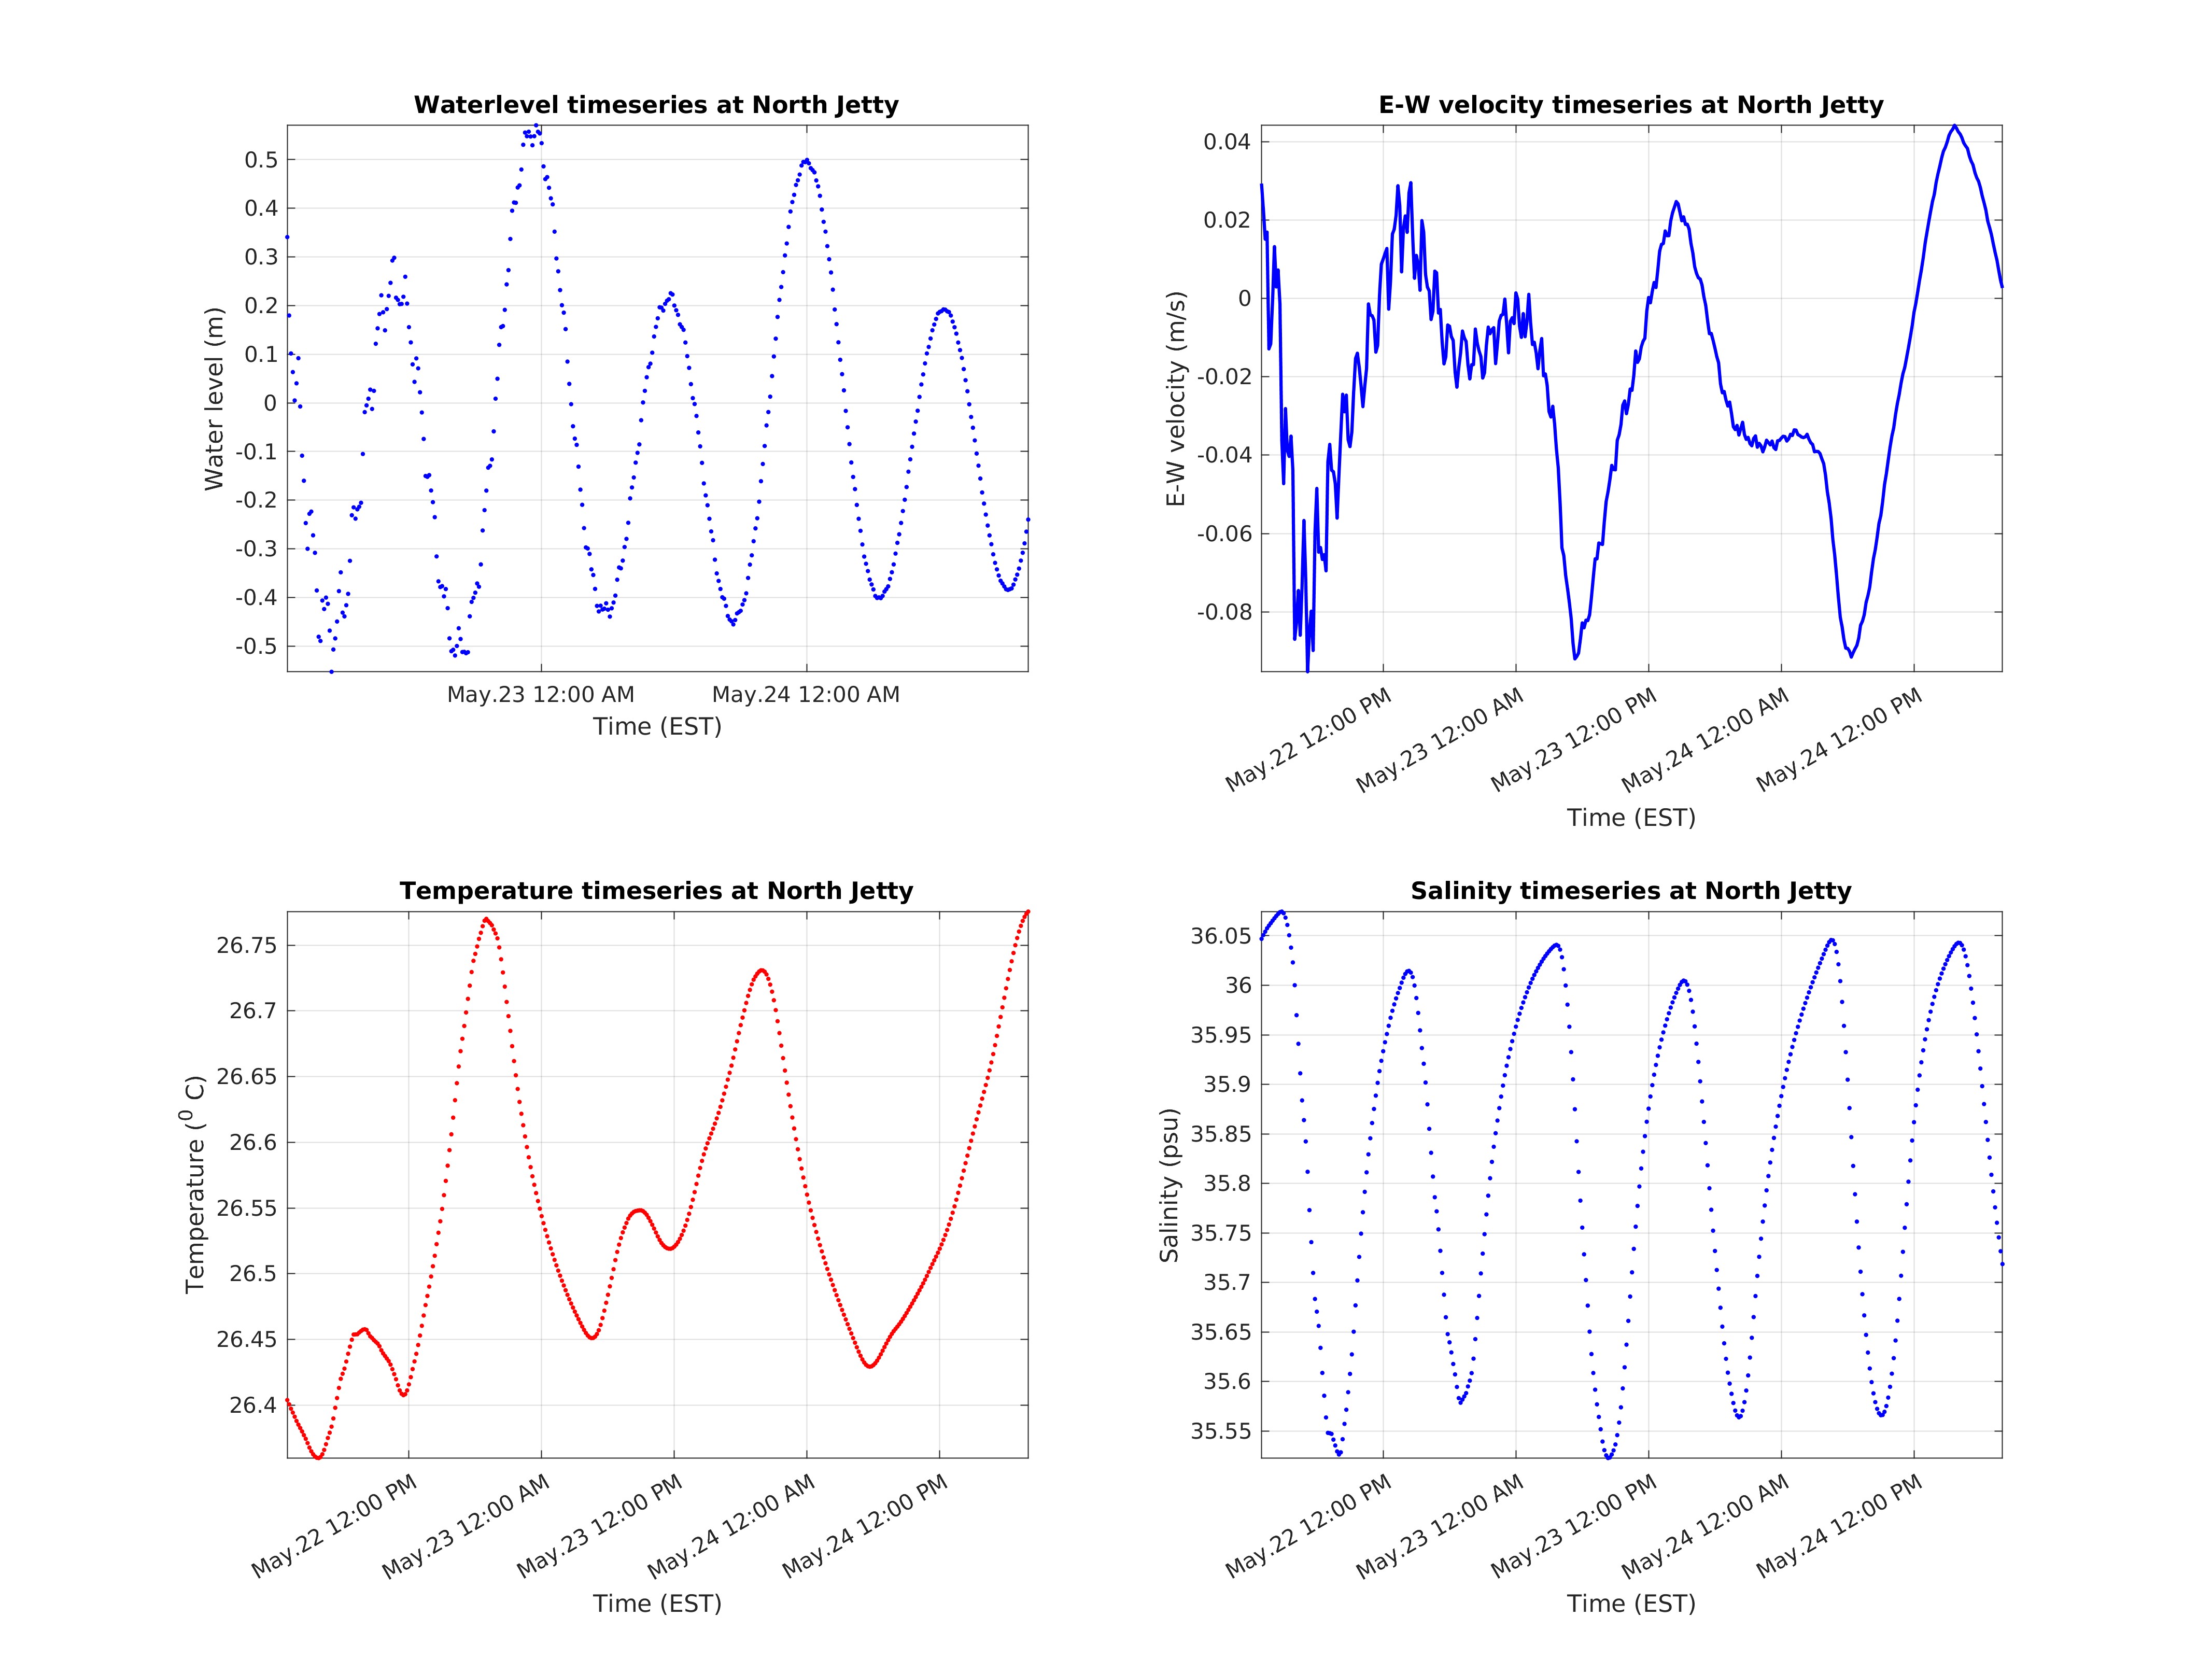 Waterlevel timeseries at North Jetty
0.5
0.4
0.3
0.2
0.1
0
-0.1
-0.2
-0.3
-0.4
-0.5
Water level (m)
May.23 12:00 AM May.24 12:00 AM
Time (EST)
E-W velocity timeseries at North Jetty
0.04
0.02
0
-0.02
-0.04
-0.06
-0.08
E-W velocity (m/s)
May.22 12:00 PM
May.23 12:00 AM
May.23 12:00 PM
May.24 12:00 AM
May.24 12:00 PM
Time (EST)
Temperature timeseries at North Jetty
26.75
26.7
26.65
26.6
26.55
26.5
26.45
26.4
Temperature (⁰ C)
May.22 12:00 PM
May.23 12:00 AM
May.23 12:00 PM
May.24 12:00 AM
May.24 12:00 PM
Time (EST)
Salinity timeseries at North Jetty
36.05
36
35.95
35.9
35.85
35.8
35.75
35.7
35.65
35.6
35.55
Salinity (psu)
May.22 12:00 PM
May.23 12:00 AM
May.23 12:00 PM
May.24 12:00 AM
May.24 12:00 PM
Time (EST)